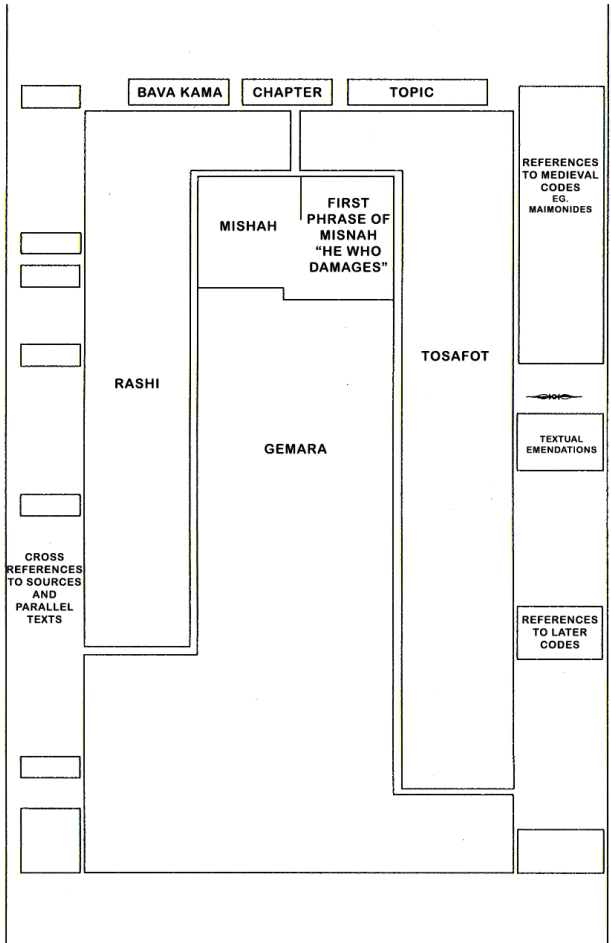 BAVA KAMA
CHAPTER
TOPIC
REFERENCES
TO MEDIEVAL
CODES
EG.
MAIMONIDES
MISHAH
FIRST
PHRASE OF
MISNAH
"HE WHO
DAMAGES"
RASHI
TOSAFOT
GEMARA
TEXTUAL
EMENDATIONS
CROSS
REFERENCES
TO SOURCES
AND
PARALLEL
TEXTS
REFERENCES
TO LATER
CODES